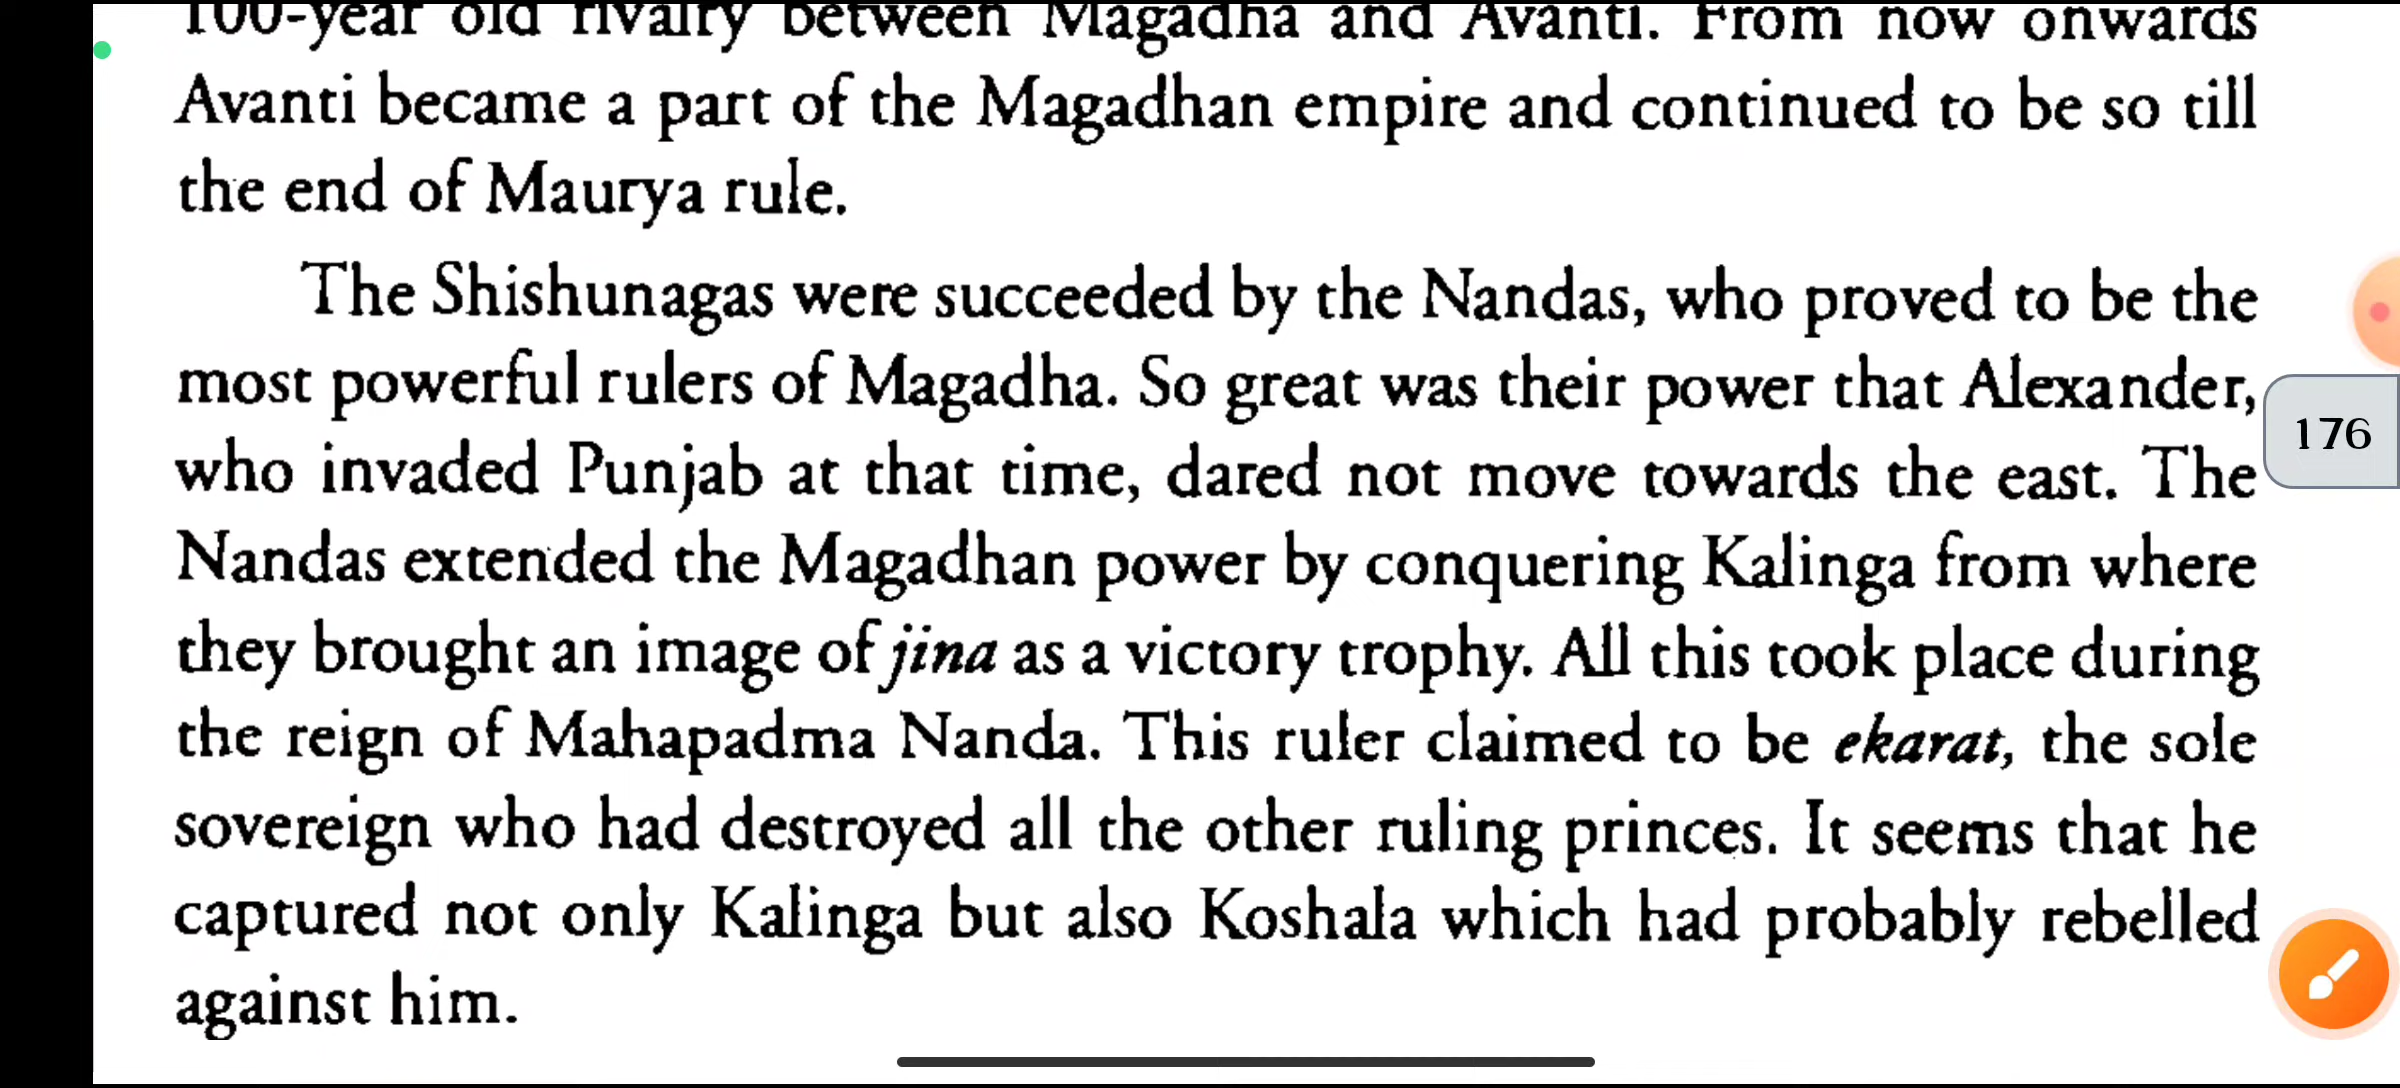 100-year old rivalry between Magadha and Avanti. From now onwards
Avanti became a part of the Magadhan empire and continued to be so till
the end of Maurya rule.
The Shishunagas were succeeded by the Nandas, who proved to be the
most powerful rulers of Magadha. So great was their power that Alexander,
who invaded Punjab at that time, dared not move towards the east. The
Nandas extended the Magadhan power by conquering Kalinga from where
they brought an image of jina as a victory trophy. All this took place during
the reign of Mahapadma Nanda. This ruler claimed to be ekarat, the sole
sovereign who had destroyed all the other ruling princes. It seems that he
captured not only Kalinga but also Koshala which had probably rebelled
against him.
176